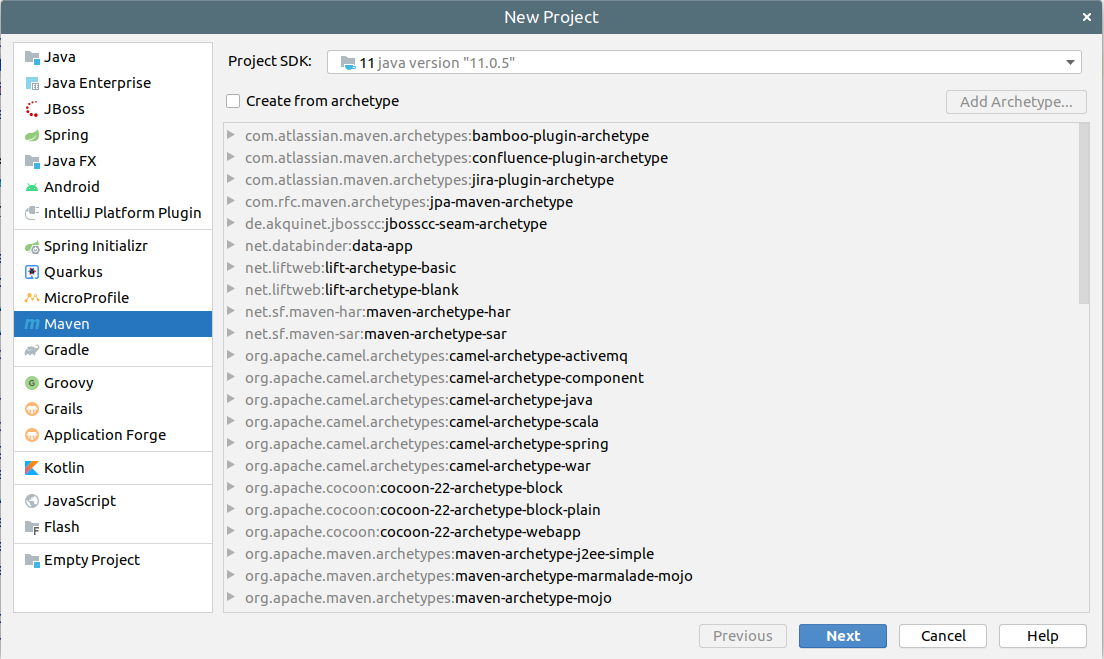 New Project
Java
Java Enterprise
JBoss
Spring
Java FX
Android
IntelliJ Platform Plugin
Spring Initializr
Quarkus
MicroProfile
Maven
Gradle
Groovy
Grails
Application Forge
Kotlin
JavaScript
Flash
Empty Project
Project SDK: 11 java version "11.0.5"
Create from archetype Add Archetype...
com.atlassian.maven.archetypes:bamboo-plugin-archetype
com.atlassian.maven.archetypes:confluence-plugin-archetype
com.atlassian.maven.archetypes:jira-plugin-archetype
com.rfc.maven.archetypes:jpa-maven-archetype
de.akquinet.jbosscc:jbosscc-seam-archetype
net.databinder:data-app
net.liftweb:lift-archetype-basic
net.liftweb:lift-archetype-blank
net.sf.maven-har:maven-archetype-har
net.sf.maven-sar:maven-archetype-sar
org.apache.camel.archetypes:camel-archetype-activemq
org.apache.camel.archetypes:camel-archetype-component
org.apache.camel.archetypes:camel-archetype-java
org.apache.camel.archetypes:camel-archetype-scala
org.apache.camel.archetypes:camel-archetype-spring
org.apache.camel.archetypes:camel-archetype-war
org.apache.cocoon:cocoon-22-archetype-block
org.apache.cocoon:cocoon-22-archetype-block-plain
org.apache.cocoon:cocoon-22-archetype-webapp
org.apache.maven.archetypes:maven-archetype-j2ee-simple
org.apache.maven.archetypes:maven-archetype-marmalade-mojo
org.apache.maven.archetypes:maven-archetype-mojo
Previous Next Cancel Help